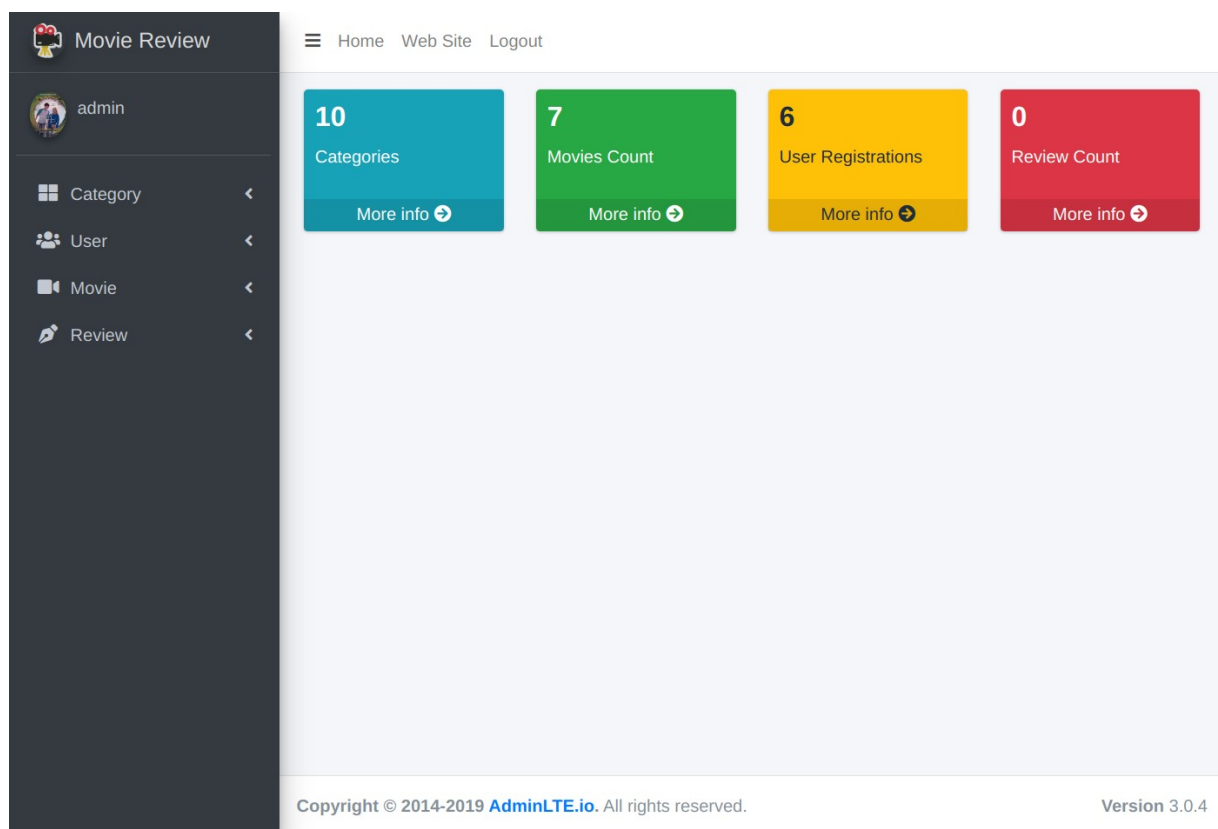 Movie Review
Home Web Site Logout
admin
Category
User
Movie
Review
10
Categories
More info
7
Movies Count
More info
6
User Registrations
More info
0
Review Count
More info
Copyright © 2014-2019 AdminLTE.io. All rights reserved.
Version 3.0.4